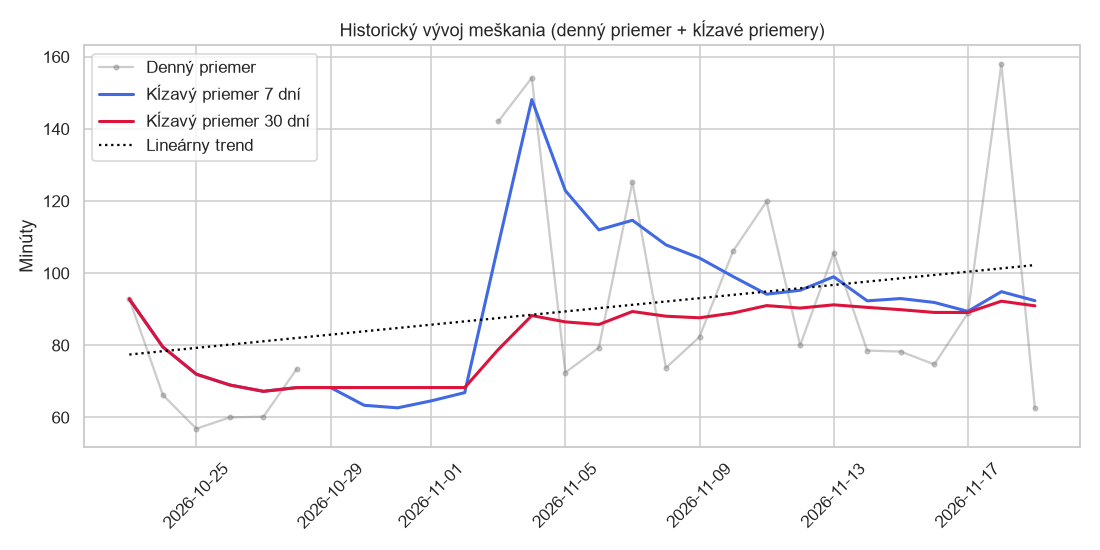 Historický vývoj meškania (denný priemer + kĺzavé priemery)
160
140
120
100
80
60
Minúty
Denný priemer
Kĺzavý priemer 7 dní
Kĺzavý priemer 30 dní
Lineárny trend
2026-10-25
2026-10-29
2026-11-01
2026-11-05
2026-11-09
2026-11-13
2026-11-17